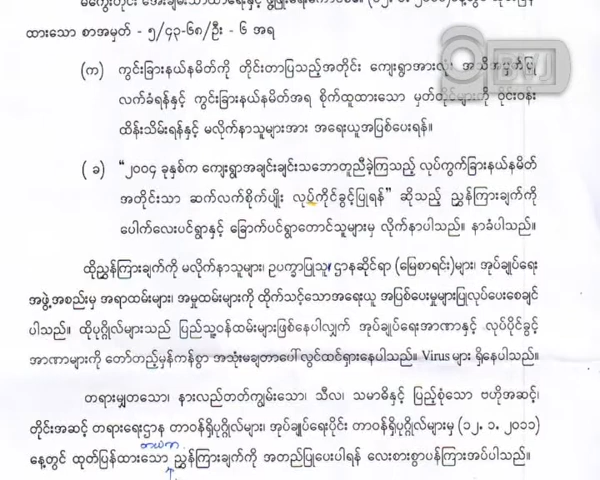 ထားသော စာအမှတ် - ၅/၄၃-၆၈/ဦး - ၆ အရ
(က) ကွင်းခြားနယ်နမိတ်ကို တိုင်းတာပြသည့်အတိုင်း ကျေးရွာအားလုံး
လက်ခံရန်နှင့် ကွင်းခြားနယ်နမိတ်အရ စိုက်ထူထားသော မှတ်တိုင်များကို ဝိုင်းဝန်း
ထိန်းသိမ်းရန်နှင့် မလိုက်နာသူများအား အရေးယူအပြစ်ပေးရန်။
(ခ) “၂၀၀၄ ခုနှစ်က ကျေးရွာအချင်းချင်းသဘောတူညီခဲ့ကြသည့် လုပ်ကွက်ခြားနယ်နမိတ်
အတိုင်းသာ ဆက်လက်စိုက်ပျိုး လုပ်ကိုင်ခွင့်ပြုရန်” ဆိုသည့် ညွှန်ကြားချက်ကို
ပေါက်လေးပင်ရွာနှင့် ခြောက်ပင်ရွာတောင်သူများမှ လိုက်နာပါသည်။ နာခံပါသည်။
ထိုညွှန်ကြားချက်ကို မလိုက်နာသူများ၊ ဥပက္ခာပြုသူ၊ ဌာနဆိုင်ရာ (မြေစာရင်း)များ၊ အုပ်ချုပ်ရေး
အဖွဲ့အစည်းမှ အရာထမ်းများ၊ အမှုထမ်းများကို ထိုက်သင့်သောအရေးယူ အပြစ်ပေးမှုများပြုလုပ်ပေးစေချင်
ပါသည်။ ထိုပုဂ္ဂိုလ်များသည် ပြည်သူ့ဝန်ထမ်းများဖြစ်နေပါလျှက် အုပ်ချုပ်ရေးအာဏာနှင့် လုပ်ပိုင်ခွင့်
အာဏာများကို တော်တည့်မှန်ကန်စွာ အသုံးမချတာပေါ်လွင်ထင်ရှားနေပါသည်။ Virus များ ရှိနေပါသည်။
တရားမျှတသော၊ နားလည်တတ်ကျွမ်းသော၊ သီလ၊ သမာဓိနှင့် ပြည့်စုံသော ဗဟိုအဆင့်၊
တိုင်းအဆင့် တရားရေးဌာန တာဝန်ရှိပုဂ္ဂိုလ်များ၊ အုပ်ချုပ်ရေးပိုင်း တာဝန်ရှိပုဂ္ဂိုလ်များမှ (၁၂. ၁. ၂၀၁၁)
နေ့တွင် ထုတ်ပြန်ထားသော ညွှန်ကြားချက်ကို အတည်ပြုပေးပါရန် လေးစားစွာပန်ကြားအပ်ပါသည်။